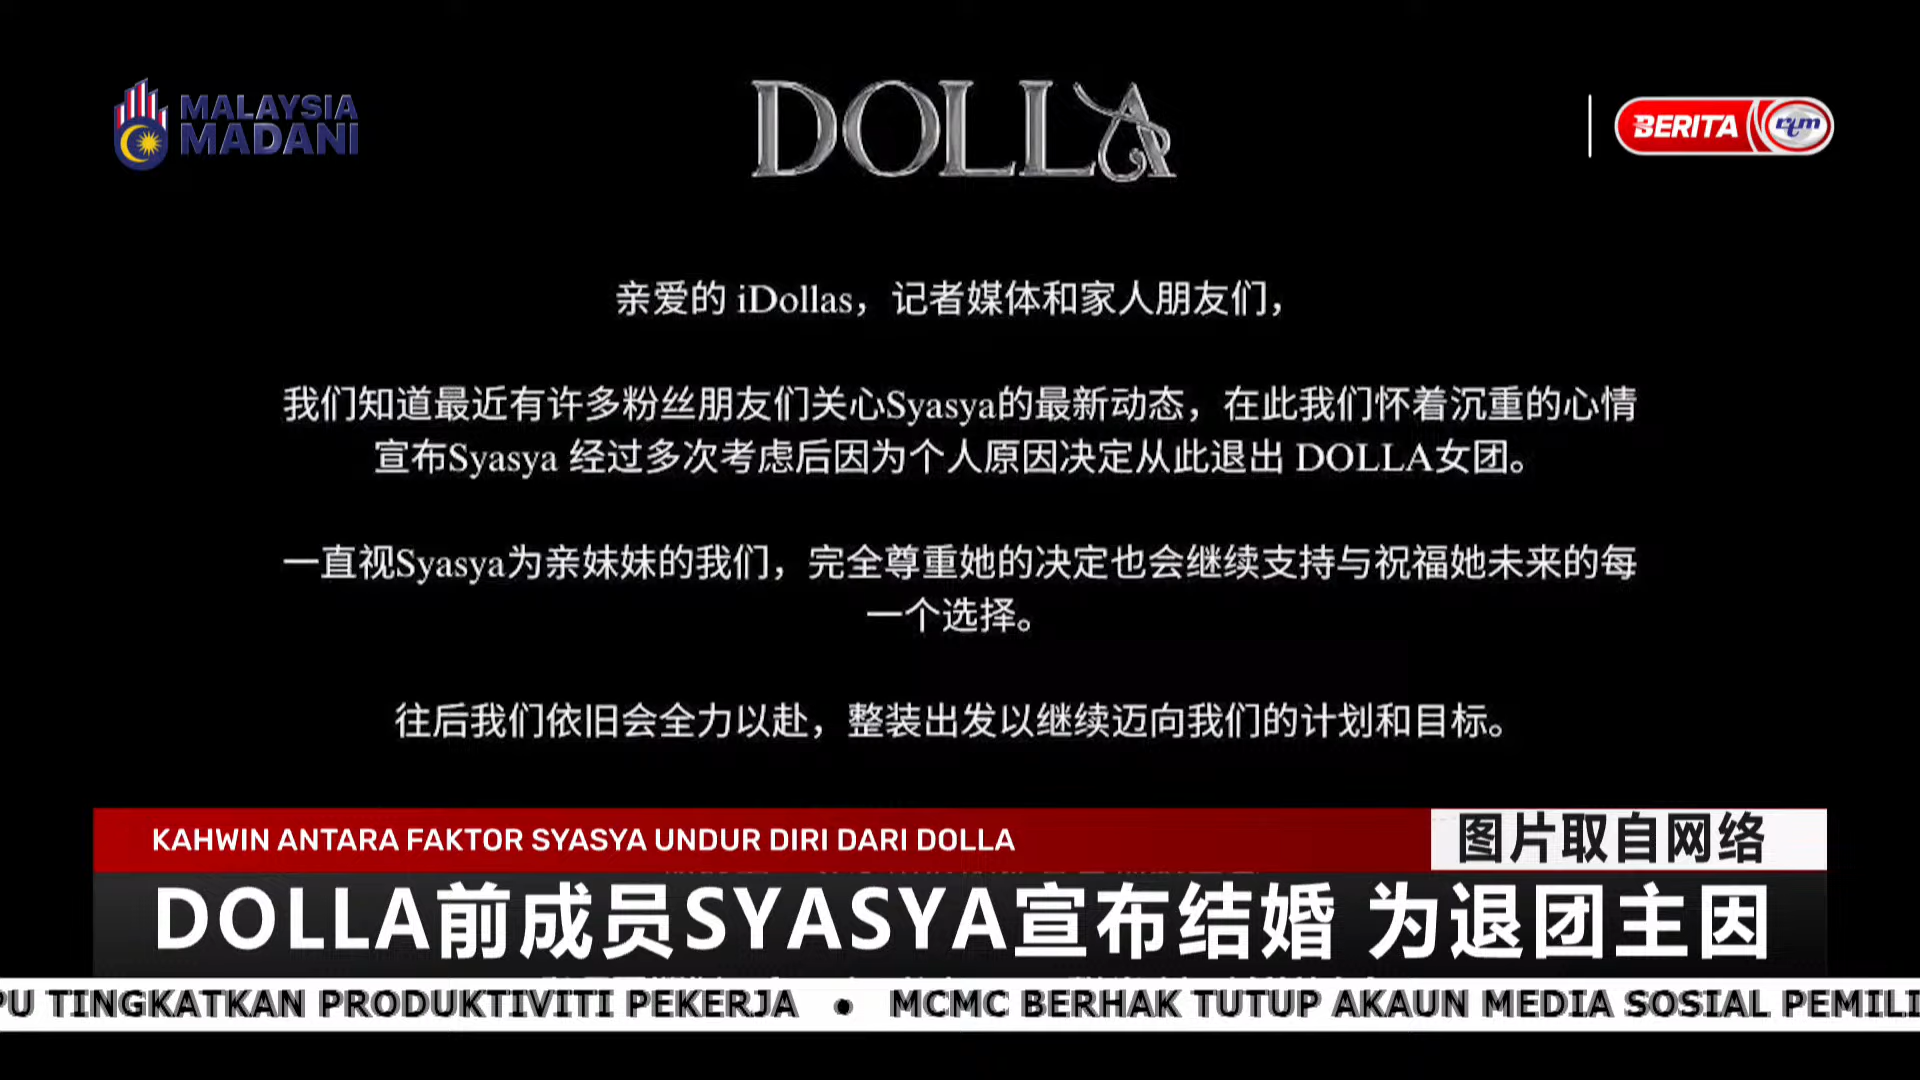 MALAYSIA
MADANI
DOLLA
BERITA rtm
亲爱的 iDollas，记者媒体和家人朋友们，
我们知道最近有许多粉丝朋友们关心Syasya的最新动态，在此我们怀着沉重的心情
宣布Syasya 经过多次考虑后因为个人原因决定从此退出 DOLLA女团。
一直视Syasya为亲妹妹的我们，完全尊重她的决定也会继续支持与祝福她未来的每
一个选择。
往后我们依旧会全力以赴，整装出发以继续迈向我们的计划和目标。
KAHWIN ANTARA FAKTOR SYASYA UNDUR DIRI DARI DOLLA
图片取自网络
DOLLA前成员SYASYA宣布结婚 为退团主因
PU TINGKATKAN PRODUKTIVITI PEKERJA • MCMC BERHAK TUTUP AKAUN MEDIA SOSIAL PEMILI